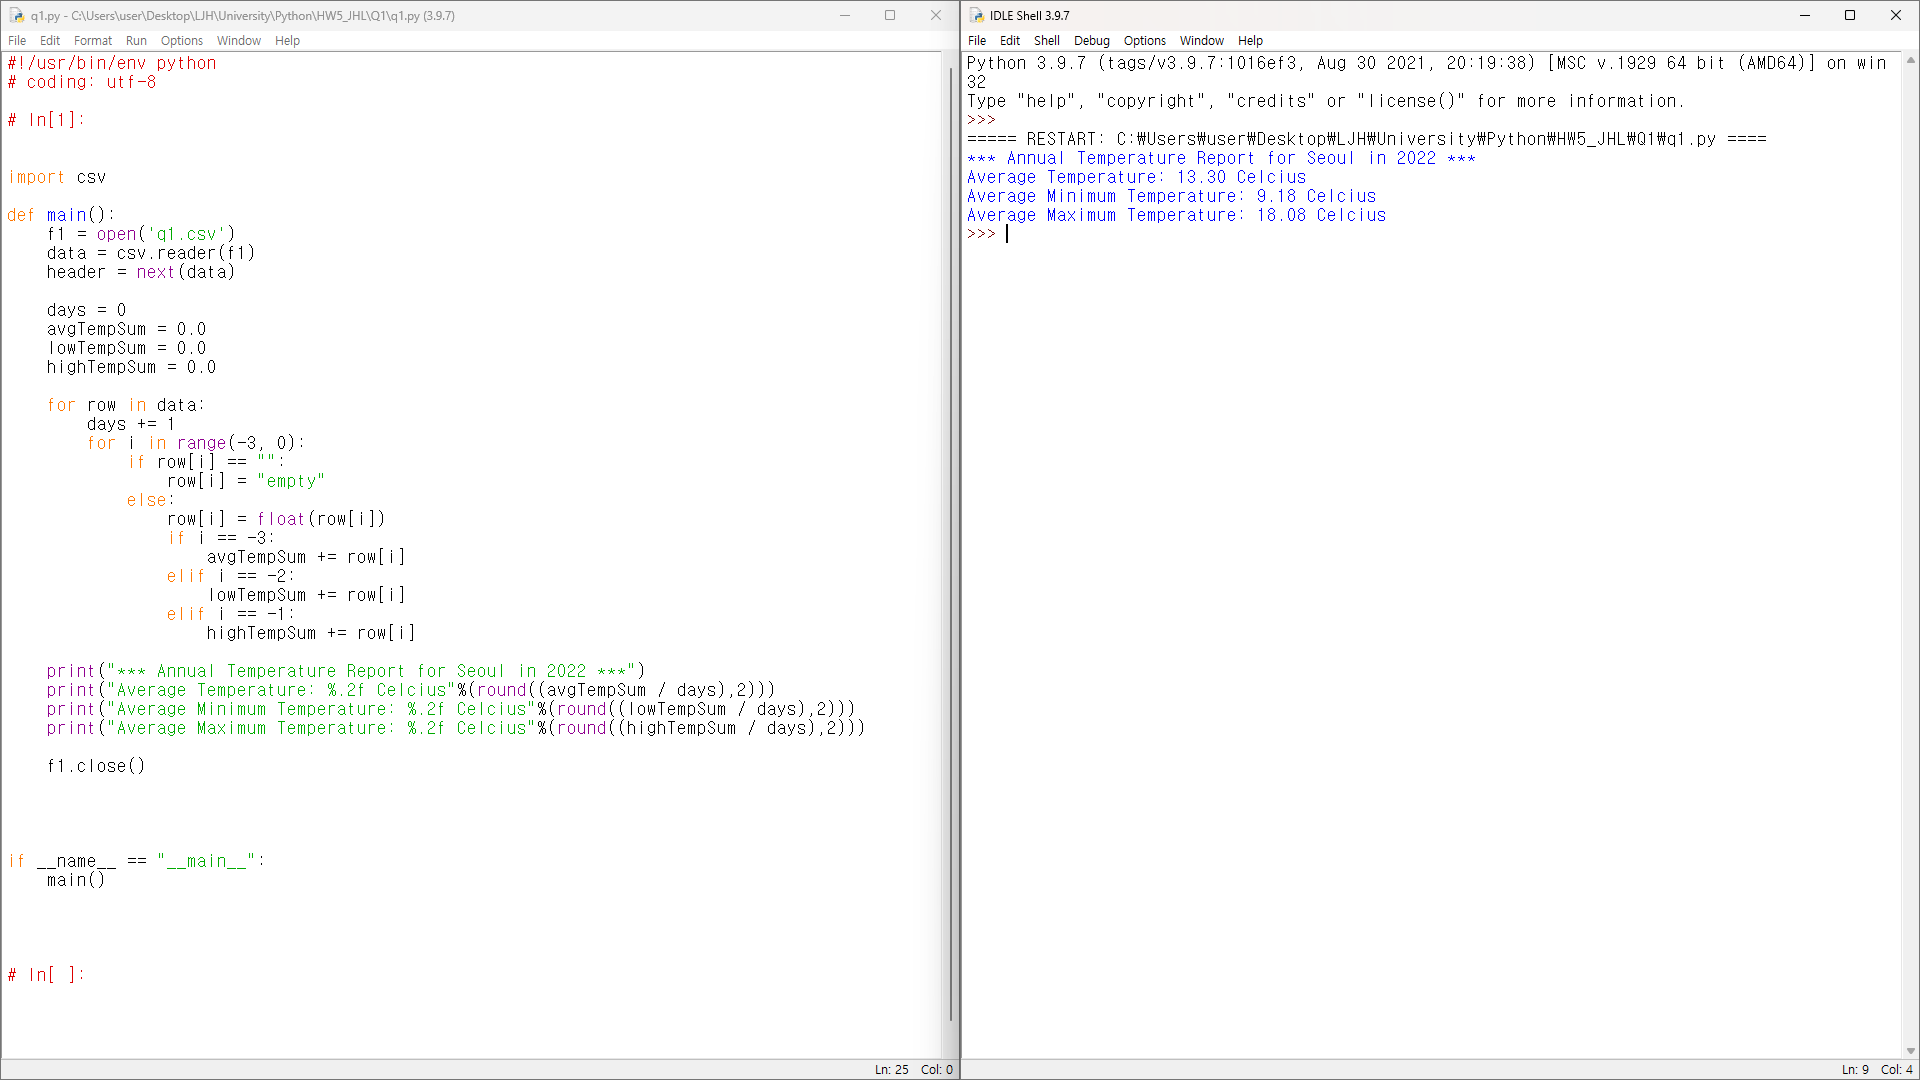 q1.py - C:\Users\user\Desktop\LJH\University\Python\HW5_JHL\Q1\q1.py (3.9.7)
File Edit Format Run Options Window Help
#!/usr/bin/env python
# coding: utf-8
# In[1]:
import csv
def main():
    f1 = open('q1.csv')
    data = csv.reader(f1)
    header = next(data)
    days = 0
    avgTempSum = 0.0
    lowTempSum = 0.0
    highTempSum = 0.0
    for row in data:
        days += 1
        for i in range(-3, 0):
            if row[i] == "":
                row[i] = "empty"
            else:
                row[i] = float(row[i])
                if i == -3:
                    avgTempSum += row[i]
                elif i == -2:
                    lowTempSum += row[i]
                elif i == -1:
                    highTempSum += row[i]
    print("*** Annual Temperature Report for Seoul in 2022 ***")
    print("Average Temperature: %.2f Celcius"%(round((avgTempSum / days),2)))
    print("Average Minimum Temperature: %.2f Celcius"%(round((lowTempSum / days),2)))
    print("Average Maximum Temperature: %.2f Celcius"%(round((highTempSum / days),2)))
    f1.close()
if __name__ == "__main__":
    main()
# In[ ]:
Ln: 25 Col: 0
IDLE Shell 3.9.7
File Edit Shell Debug Options Window Help
Python 3.9.7 (tags/v3.9.7:1016ef3, Aug 30 2021, 20:19:38) [MSC v.1929 64 bit (AMD64)] on win
32
Type "help", "copyright", "credits" or "license()" for more information.
>>>
===== RESTART: C:₩Users₩user₩Desktop₩LJH₩University₩Python₩HW5_JHL₩Q1₩q1.py ====
*** Annual Temperature Report for Seoul in 2022 ***
Average Temperature: 13.30 Celcius
Average Minimum Temperature: 9.18 Celcius
Average Maximum Temperature: 18.08 Celcius
>>>
Ln: 9 Col: 4